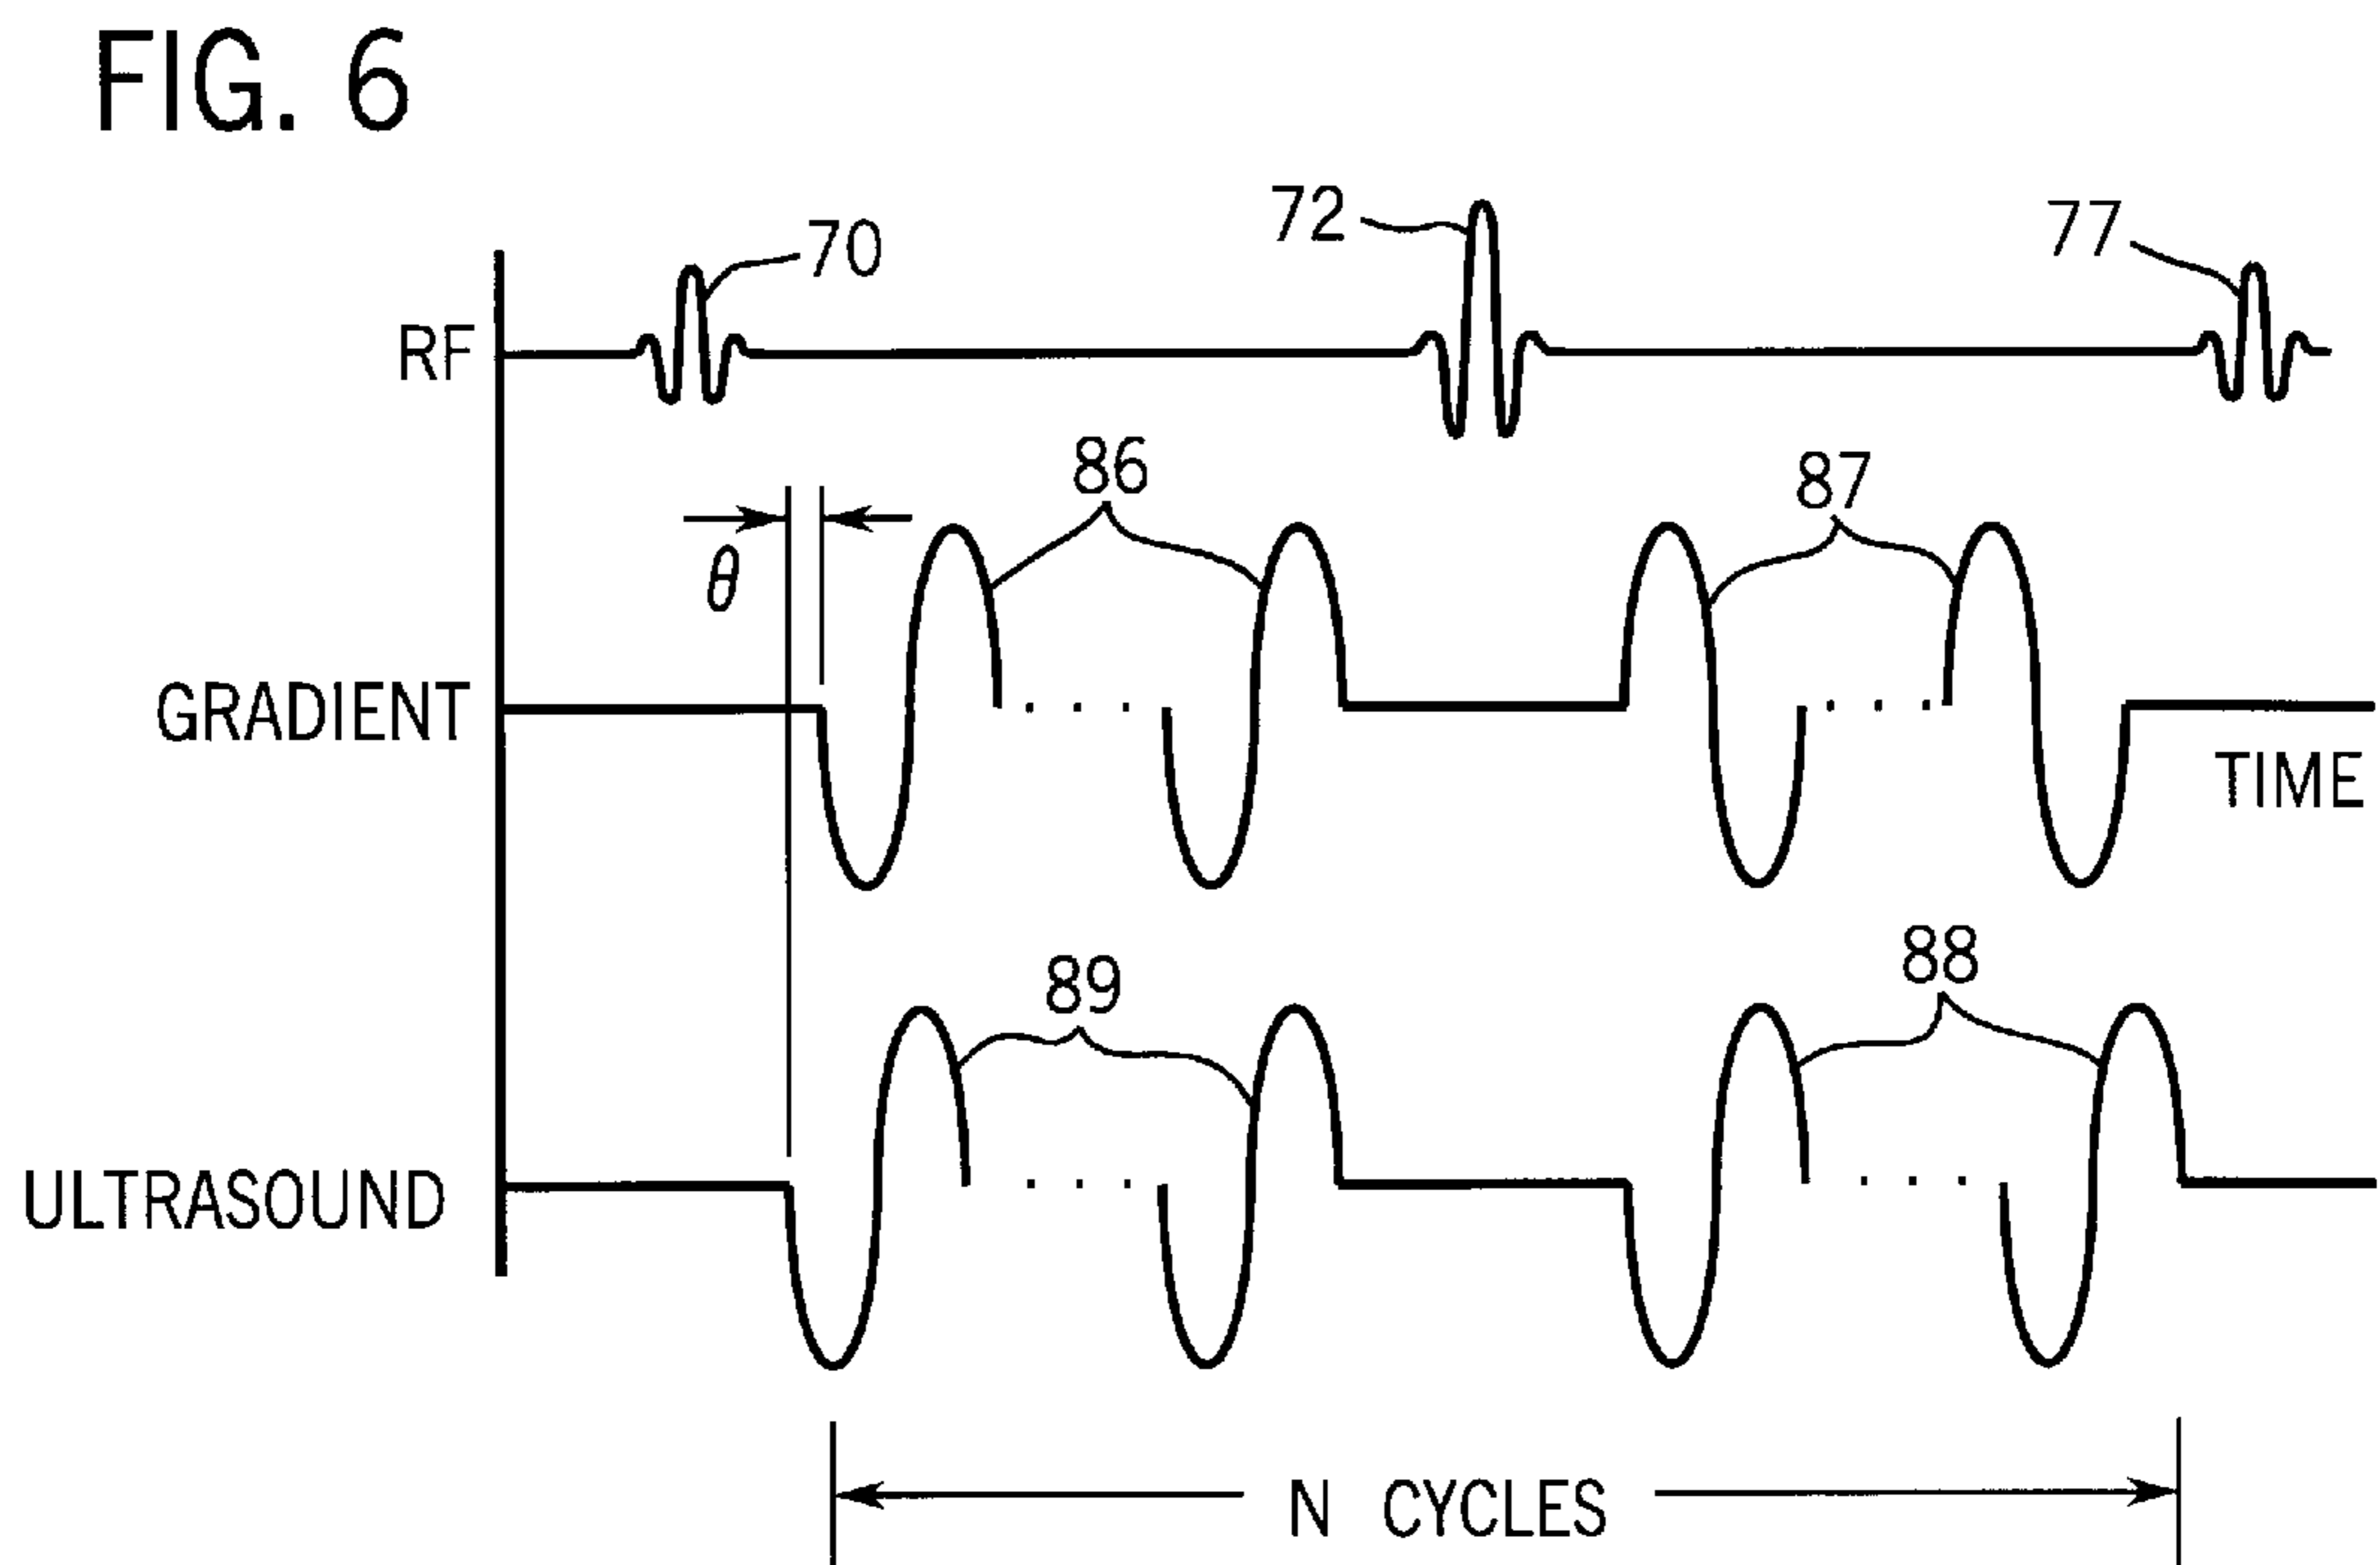 FIG. 6
70
72
77
RF
86
87
θ
GRADIENT
TIME
89
88
ULTRASOUND
N CYCLES